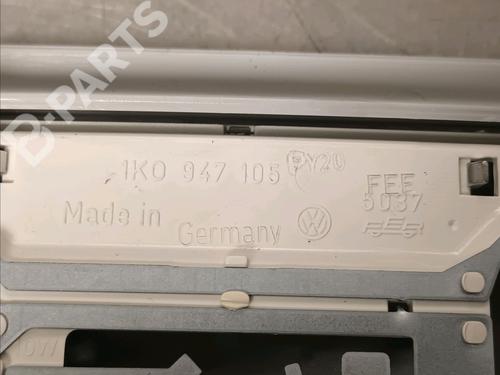 B-PARTS
1K0 947 105 PY20
FEE
5037
Made in Germany